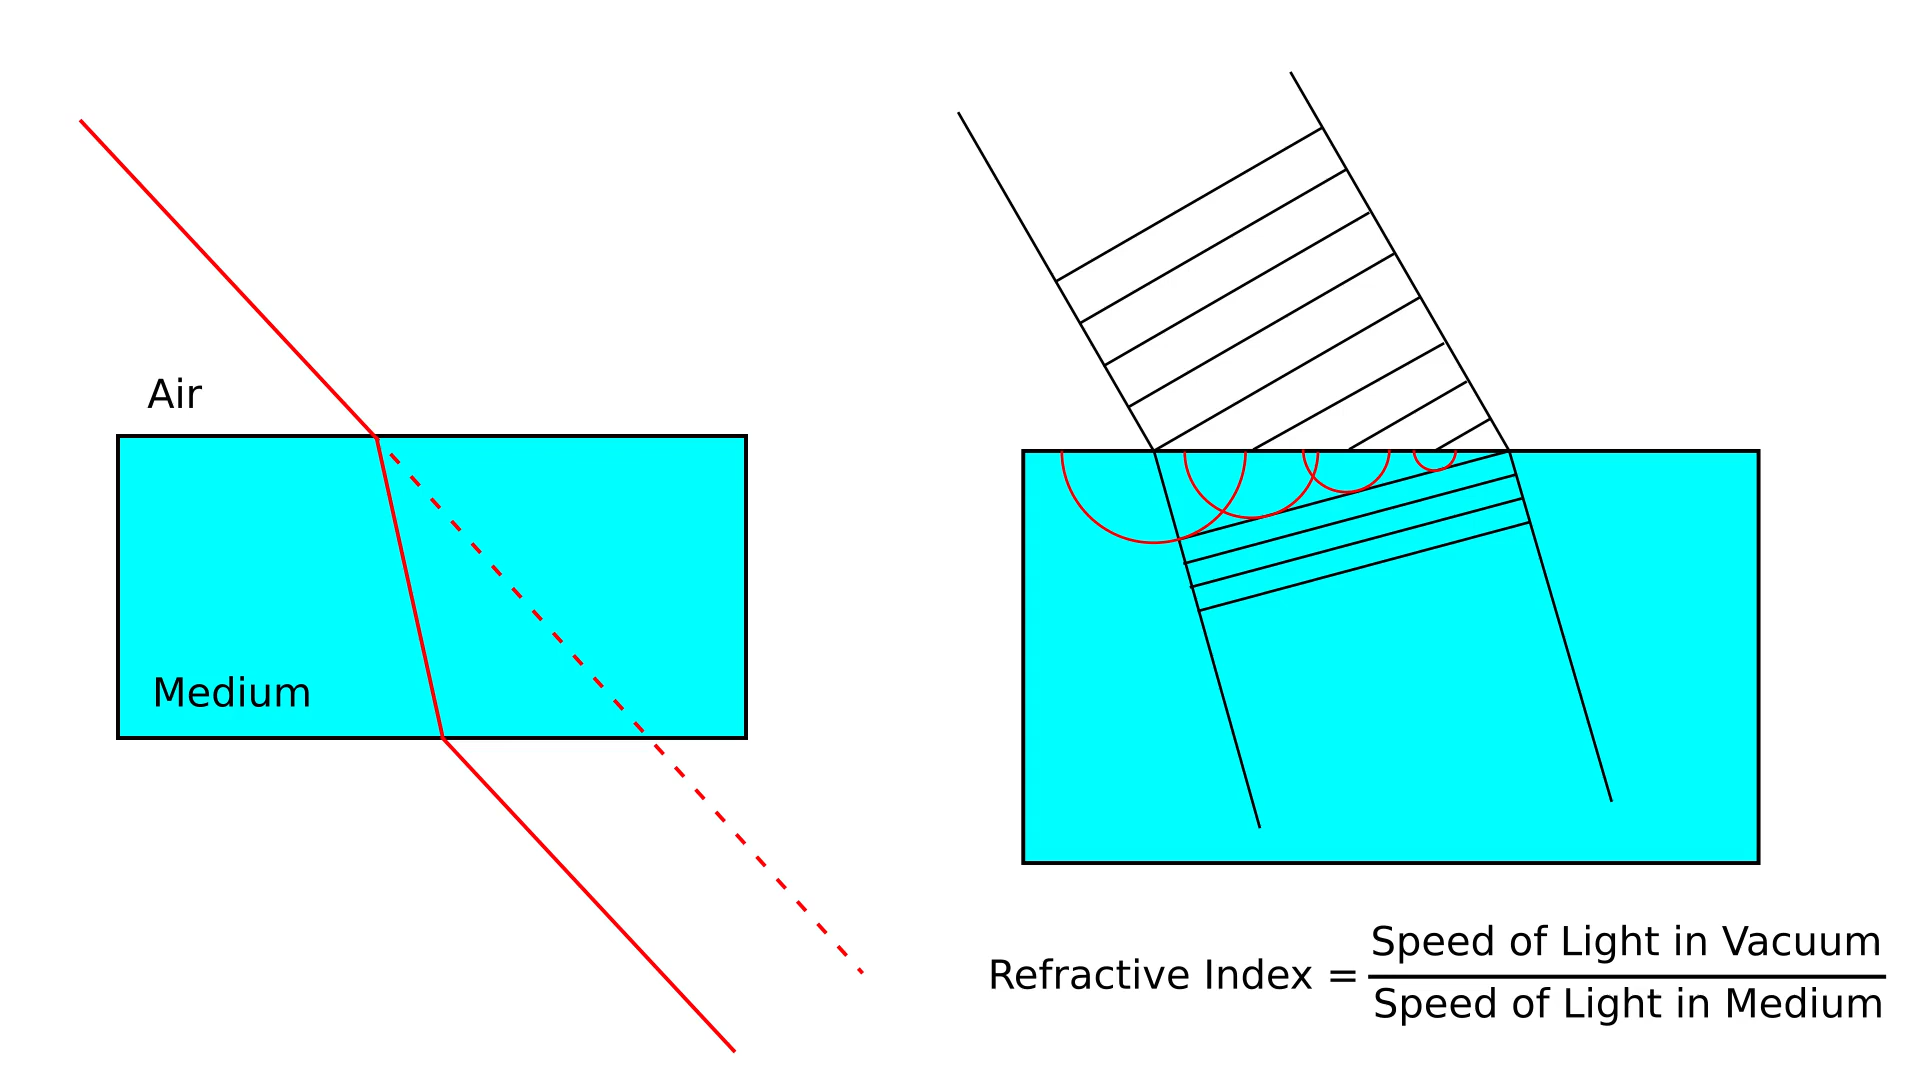 Air
Medium
Refractive Index = Speed of Light in Vacuum
Speed of Light in Medium